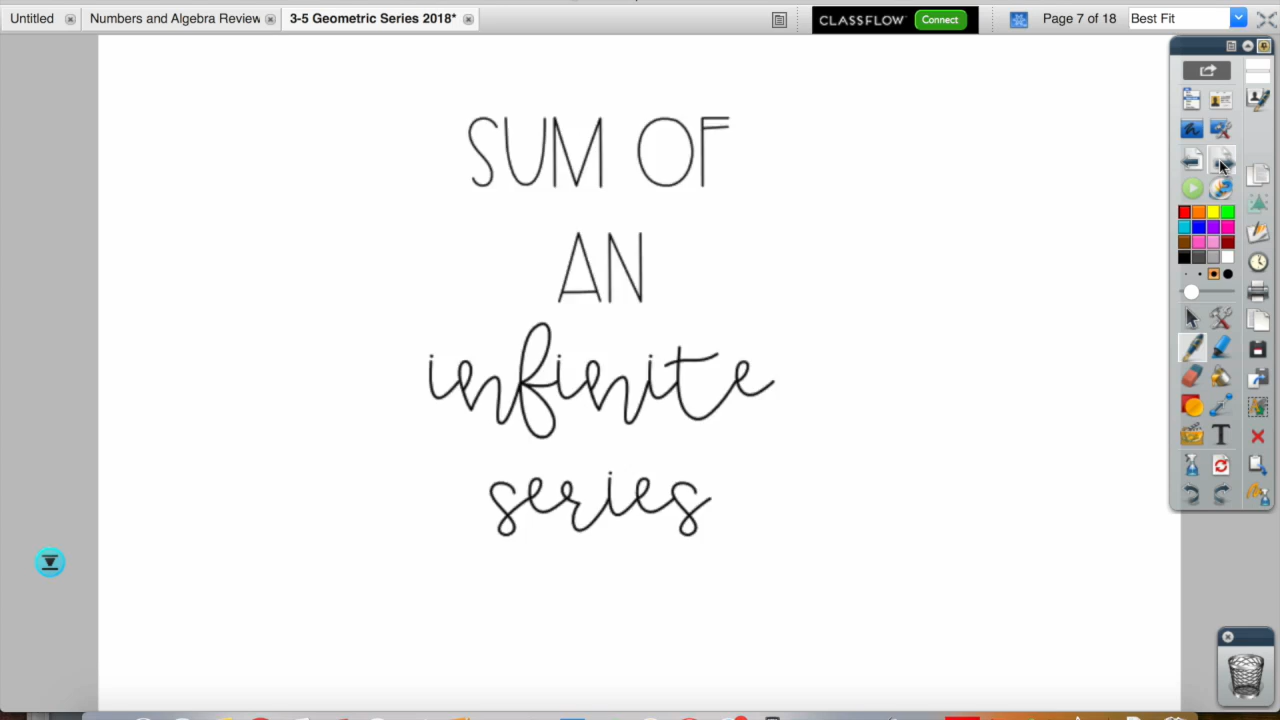 Untitled
Numbers and Algebra Review
3-5 Geometric Series 2018*
CLASSFLOW Connect
Page 7 of 18
Best Fit
SUM OF
AN
infinite
series
T